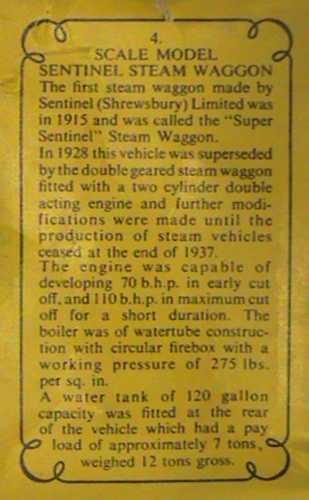 4.
SCALE MODEL
SENTINEL STEAM WAGGON
The first steam waggon made by
Sentinel (Shrewsbury) Limited was
in 1915 and was called the "Super
Sentinel" Steam Waggon.
In 1928 this vehicle was superseded
by the double geared steam waggon
fitted with a two cylinder double
acting engine and further modi-
fications were made until the
production of steam vehicles
ceased at the end of 1937.
The engine was capable of
developing 70 b.h.p. in early cut
off, and 110 b.h.p. in maximum cut
off for a short duration. The
boiler was of watertube construc-
tion with circular firebox with a
working pressure of 275 lbs.
per sq. in.
A water tank of 120 gallon
capacity was fitted at the rear
of the vehicle which had a pay
load of approximately 7 tons,
weighed 12 tons gross.